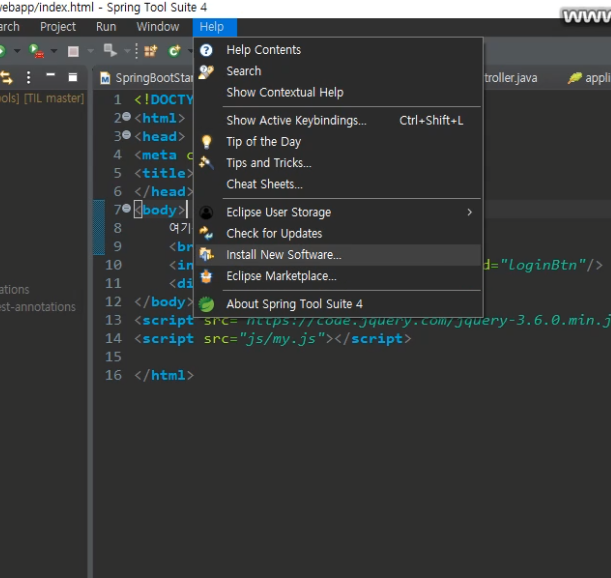 webapp/index.html - Spring Tool Suite 4
www
arch Project Run Window Help
Help Contents
Search
Show Contextual Help
Show Active Keybindings... Ctrl+Shift+L
Tip of the Day
Tips and Tricks...
Cheat Sheets...
Eclipse User Storage
Check for Updates
Install New Software...
Eclipse Marketplace...
About Spring Tool Suite 4
SpringBootStar
troller.java
appli
ols] [TIL master]
ations
est-annotations
1 <!DOCTY
2 <html>
3 <head>
4 <meta c
5 <title>
6 </head>
7 <body>
8 여기
9 <br
10 <in d="loginBtn"/>
11 <di
12 </body>
13 <script src="https://code.jquery.com/jquery-3.6.0.min.j
14 <script src="js/my.js"></script>
15
16 </html>